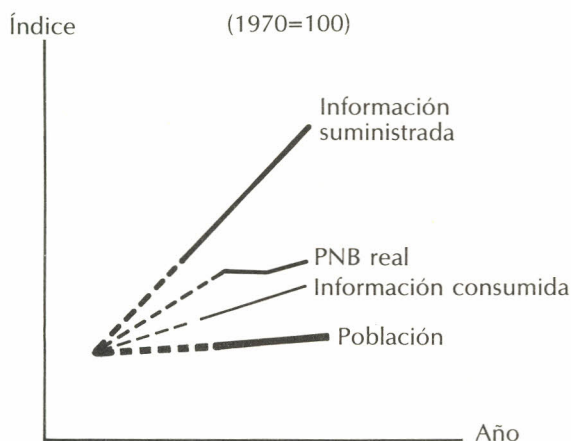 Índice
(1970=100)
Información
suministrada
PNB real
Información consumida
Población
Año